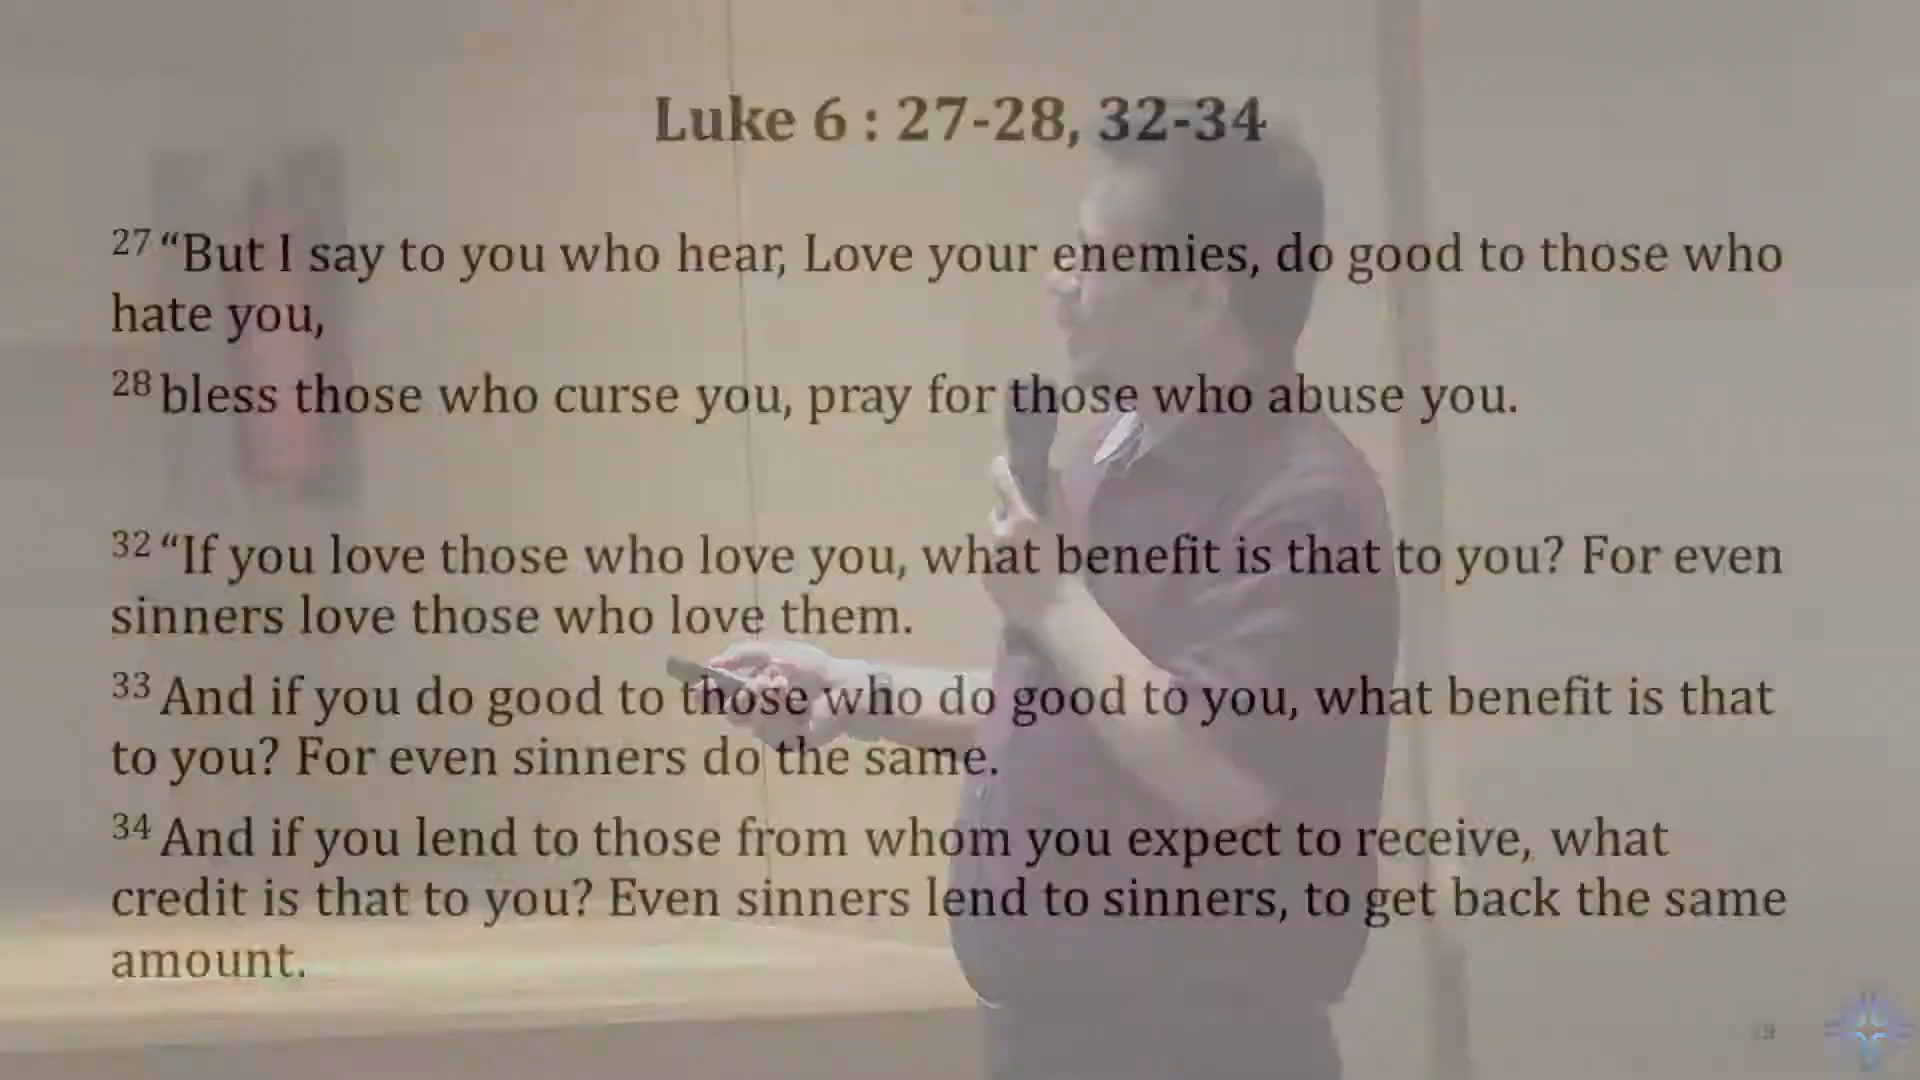 Luke 6 : 27-28, 32-34
27 “But I say to you who hear, Love your enemies, do good to those who
hate you,
28 bless those who curse you, pray for those who abuse you.
32 “If you love those who love you, what benefit is that to you? For even
sinners love those who love them.
33 And if you do good to those who do good to you, what benefit is that
to you? For even sinners do the same.
34 And if you lend to those from whom you expect to receive, what
credit is that to you? Even sinners lend to sinners, to get back the same
amount.